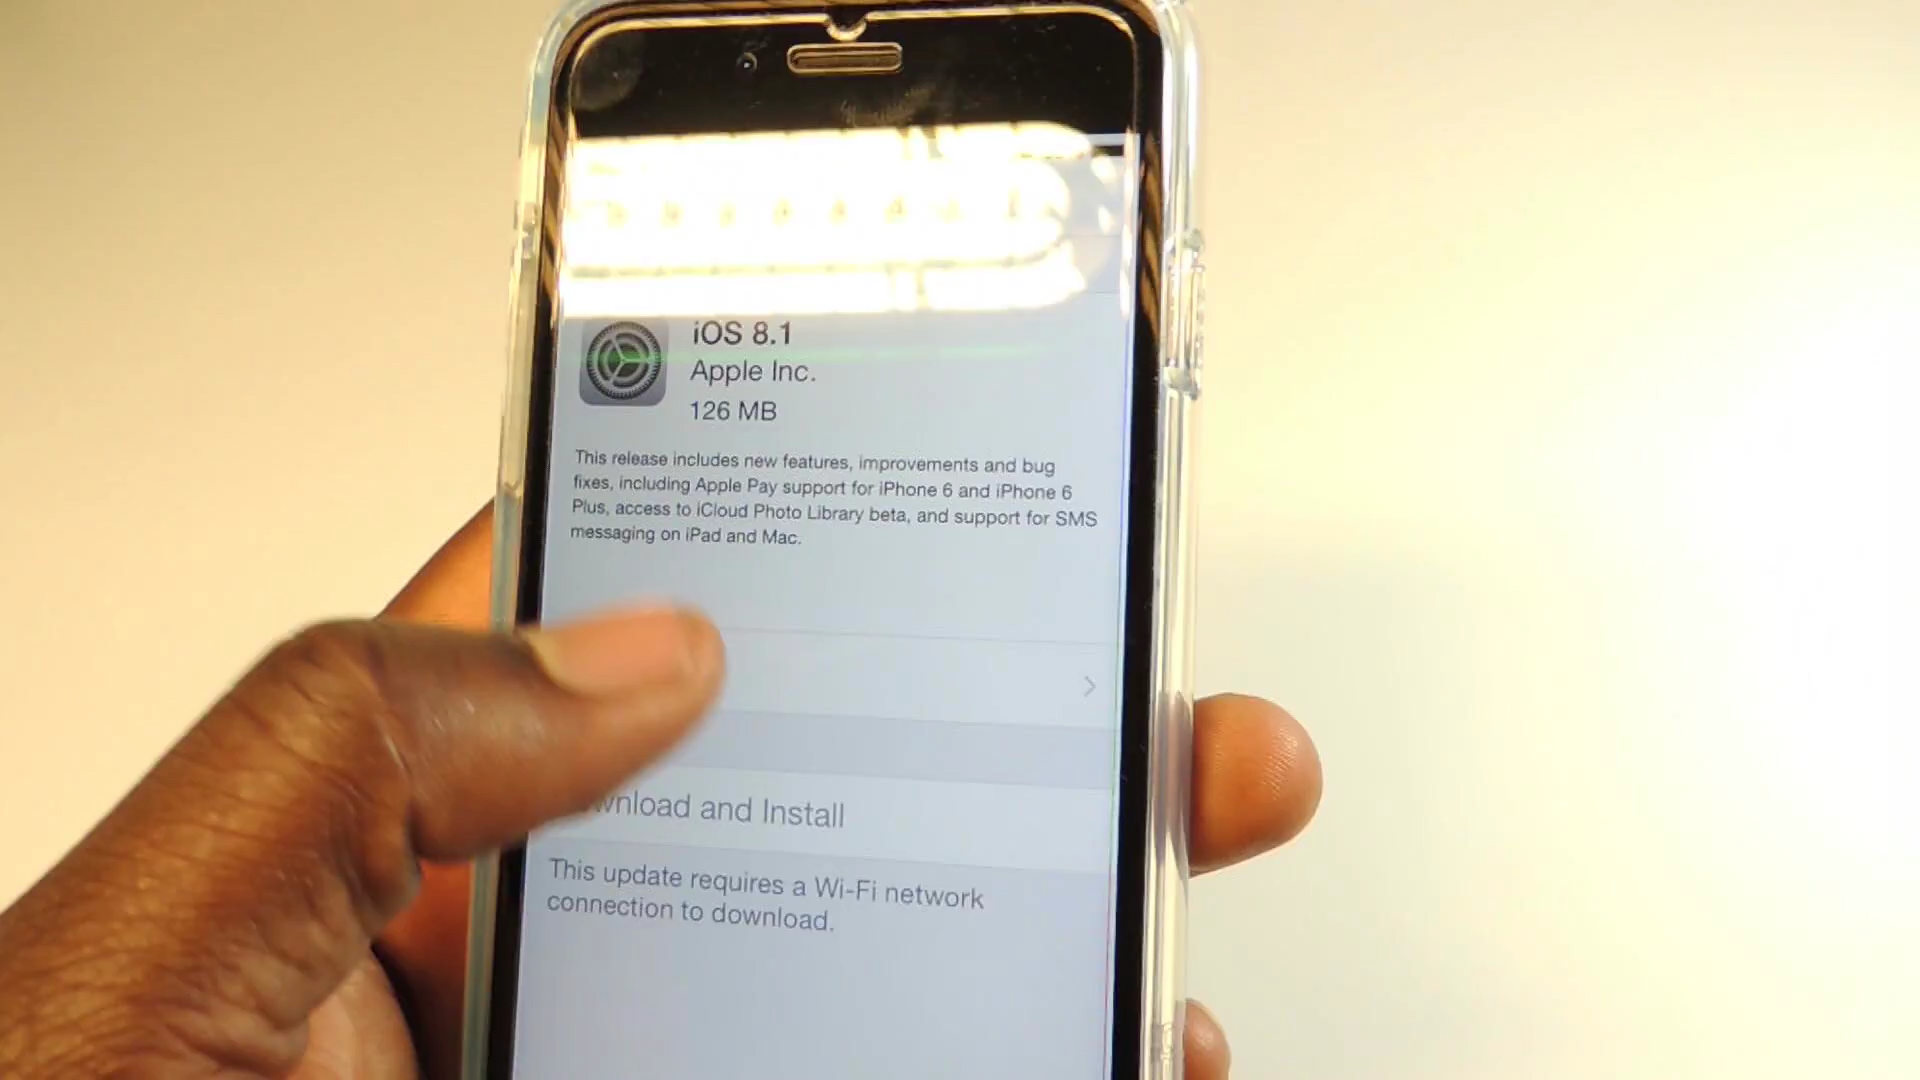 iOS 8.1
Apple Inc.
126 MB
This release includes new features, improvements and bug
fixes, including Apple Pay support for iPhone 6 and iPhone 6
Plus, access to iCloud Photo Library beta, and support for SMS
messaging on iPad and Mac.
wnload and Install
This update requires a Wi-Fi network
connection to download.